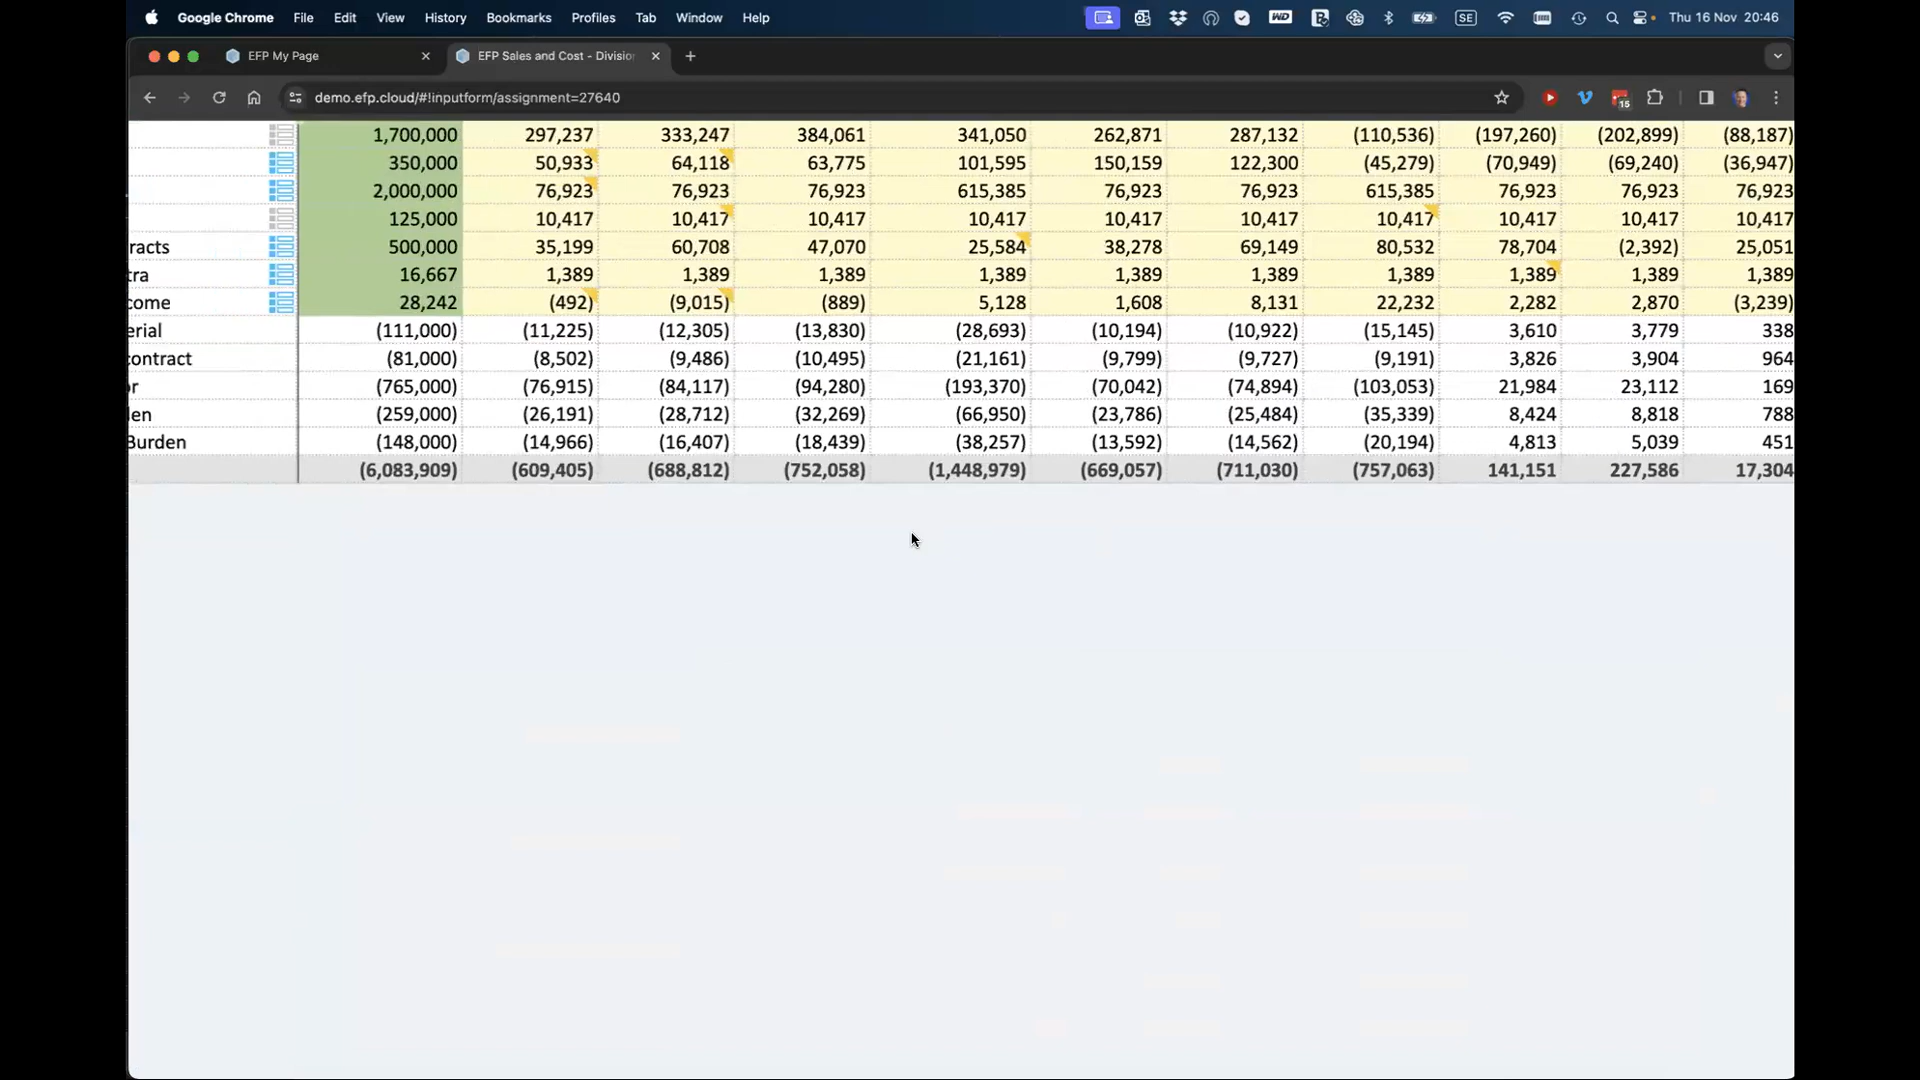 Google Chrome File Edit View History Bookmarks Profiles Tab Window Help WD SE Thu 16 Nov 20:46
EFP My Page EFP Sales and Cost - Divisio
demo.efp.cloud/#!inputform/assignment=27640 15
1,700,000 297,237 333,247 384,061 341,050 262,871 287,132 (110,536) (197,260) (202,899) (88,187)
350,000 50,933 64,118 63,775 101,595 150,159 122,300 (45,279) (70,949) (69,240) (36,947)
2,000,000 76,923 76,923 76,923 615,385 76,923 76,923 615,385 76,923 76,923 76,923
125,000 10,417 10,417 10,417 10,417 10,417 10,417 10,417 10,417 10,417 10,417
racts 500,000 35,199 60,708 47,070 25,584 38,278 69,149 80,532 78,704 (2,392) 25,051
tra 16,667 1,389 1,389 1,389 1,389 1,389 1,389 1,389 1,389 1,389 1,389
come 28,242 (492) (9,015) (889) 5,128 1,608 8,131 22,232 2,282 2,870 (3,239)
erial (111,000) (11,225) (12,305) (13,830) (28,693) (10,194) (10,922) (15,145) 3,610 3,779 338
contract (81,000) (8,502) (9,486) (10,495) (21,161) (9,799) (9,727) (9,191) 3,826 3,904 964
or (765,000) (76,915) (84,117) (94,280) (193,370) (70,042) (74,894) (103,053) 21,984 23,112 169
den (259,000) (26,191) (28,712) (32,269) (66,950) (23,786) (25,484) (35,339) 8,424 8,818 788
Burden (148,000) (14,966) (16,407) (18,439) (38,257) (13,592) (14,562) (20,194) 4,813 5,039 451
(6,083,909) (609,405) (688,812) (752,058) (1,448,979) (669,057) (711,030) (757,063) 141,151 227,586 17,304